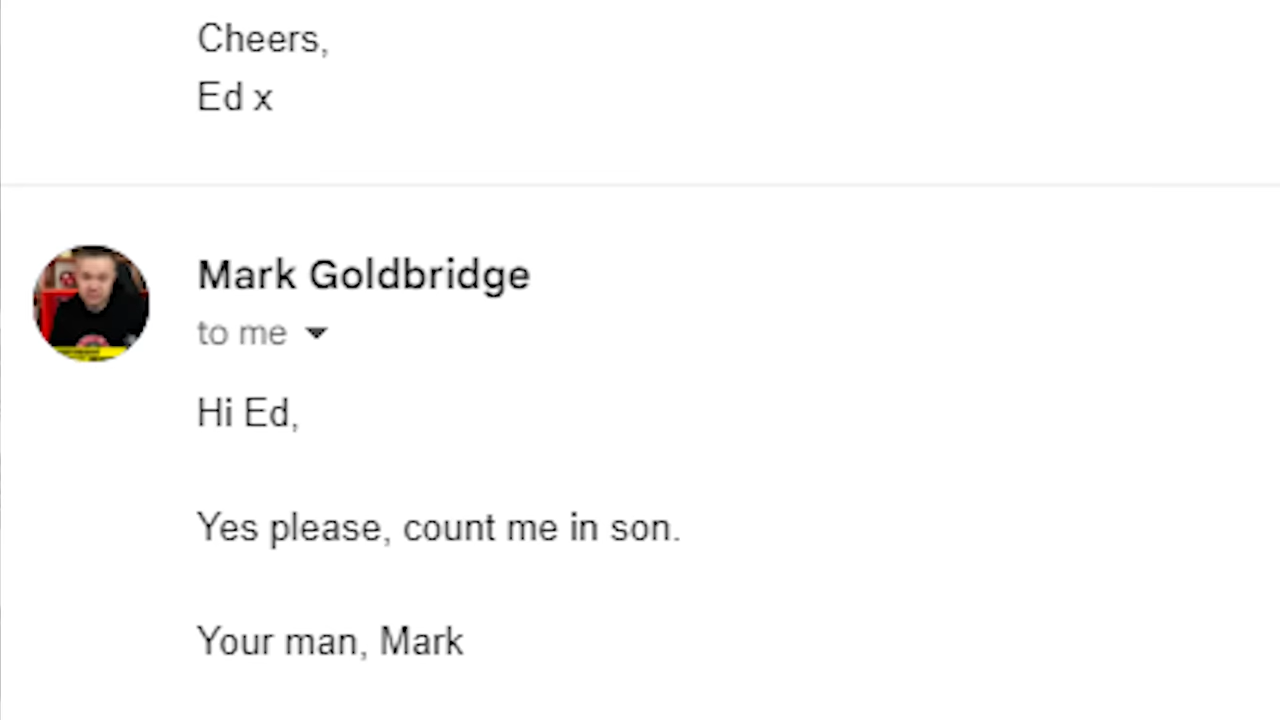 Cheers,
Ed x
Mark Goldbridge
to me
Hi Ed,
Yes please, count me in son.
Your man, Mark